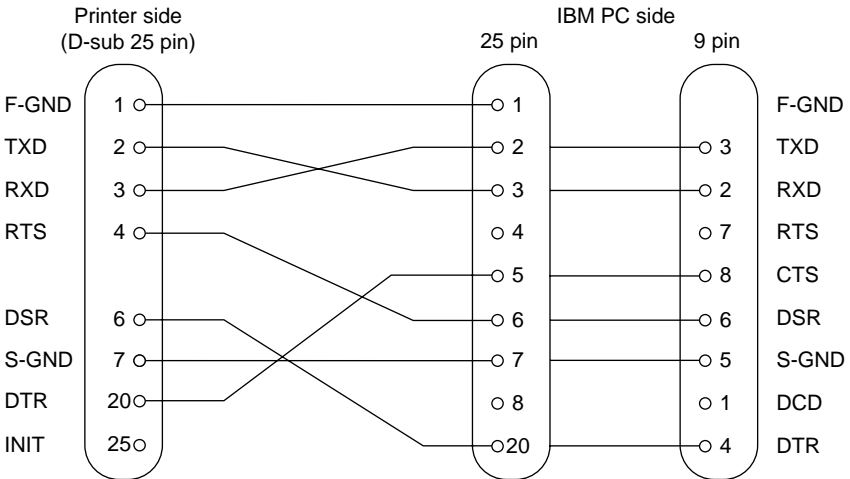 Printer side
(D-sub 25 pin)
IBM PC side
25 pin 9 pin
F-GND 1 1 F-GND
TXD 2 2 3 TXD
RXD 3 3 2 RXD
RTS 4 4 7 RTS
5 8 CTS
DSR 6 6 6 DSR
S-GND 7 7 5 S-GND
DTR 20 8 1 DCD
INIT 25 20 4 DTR